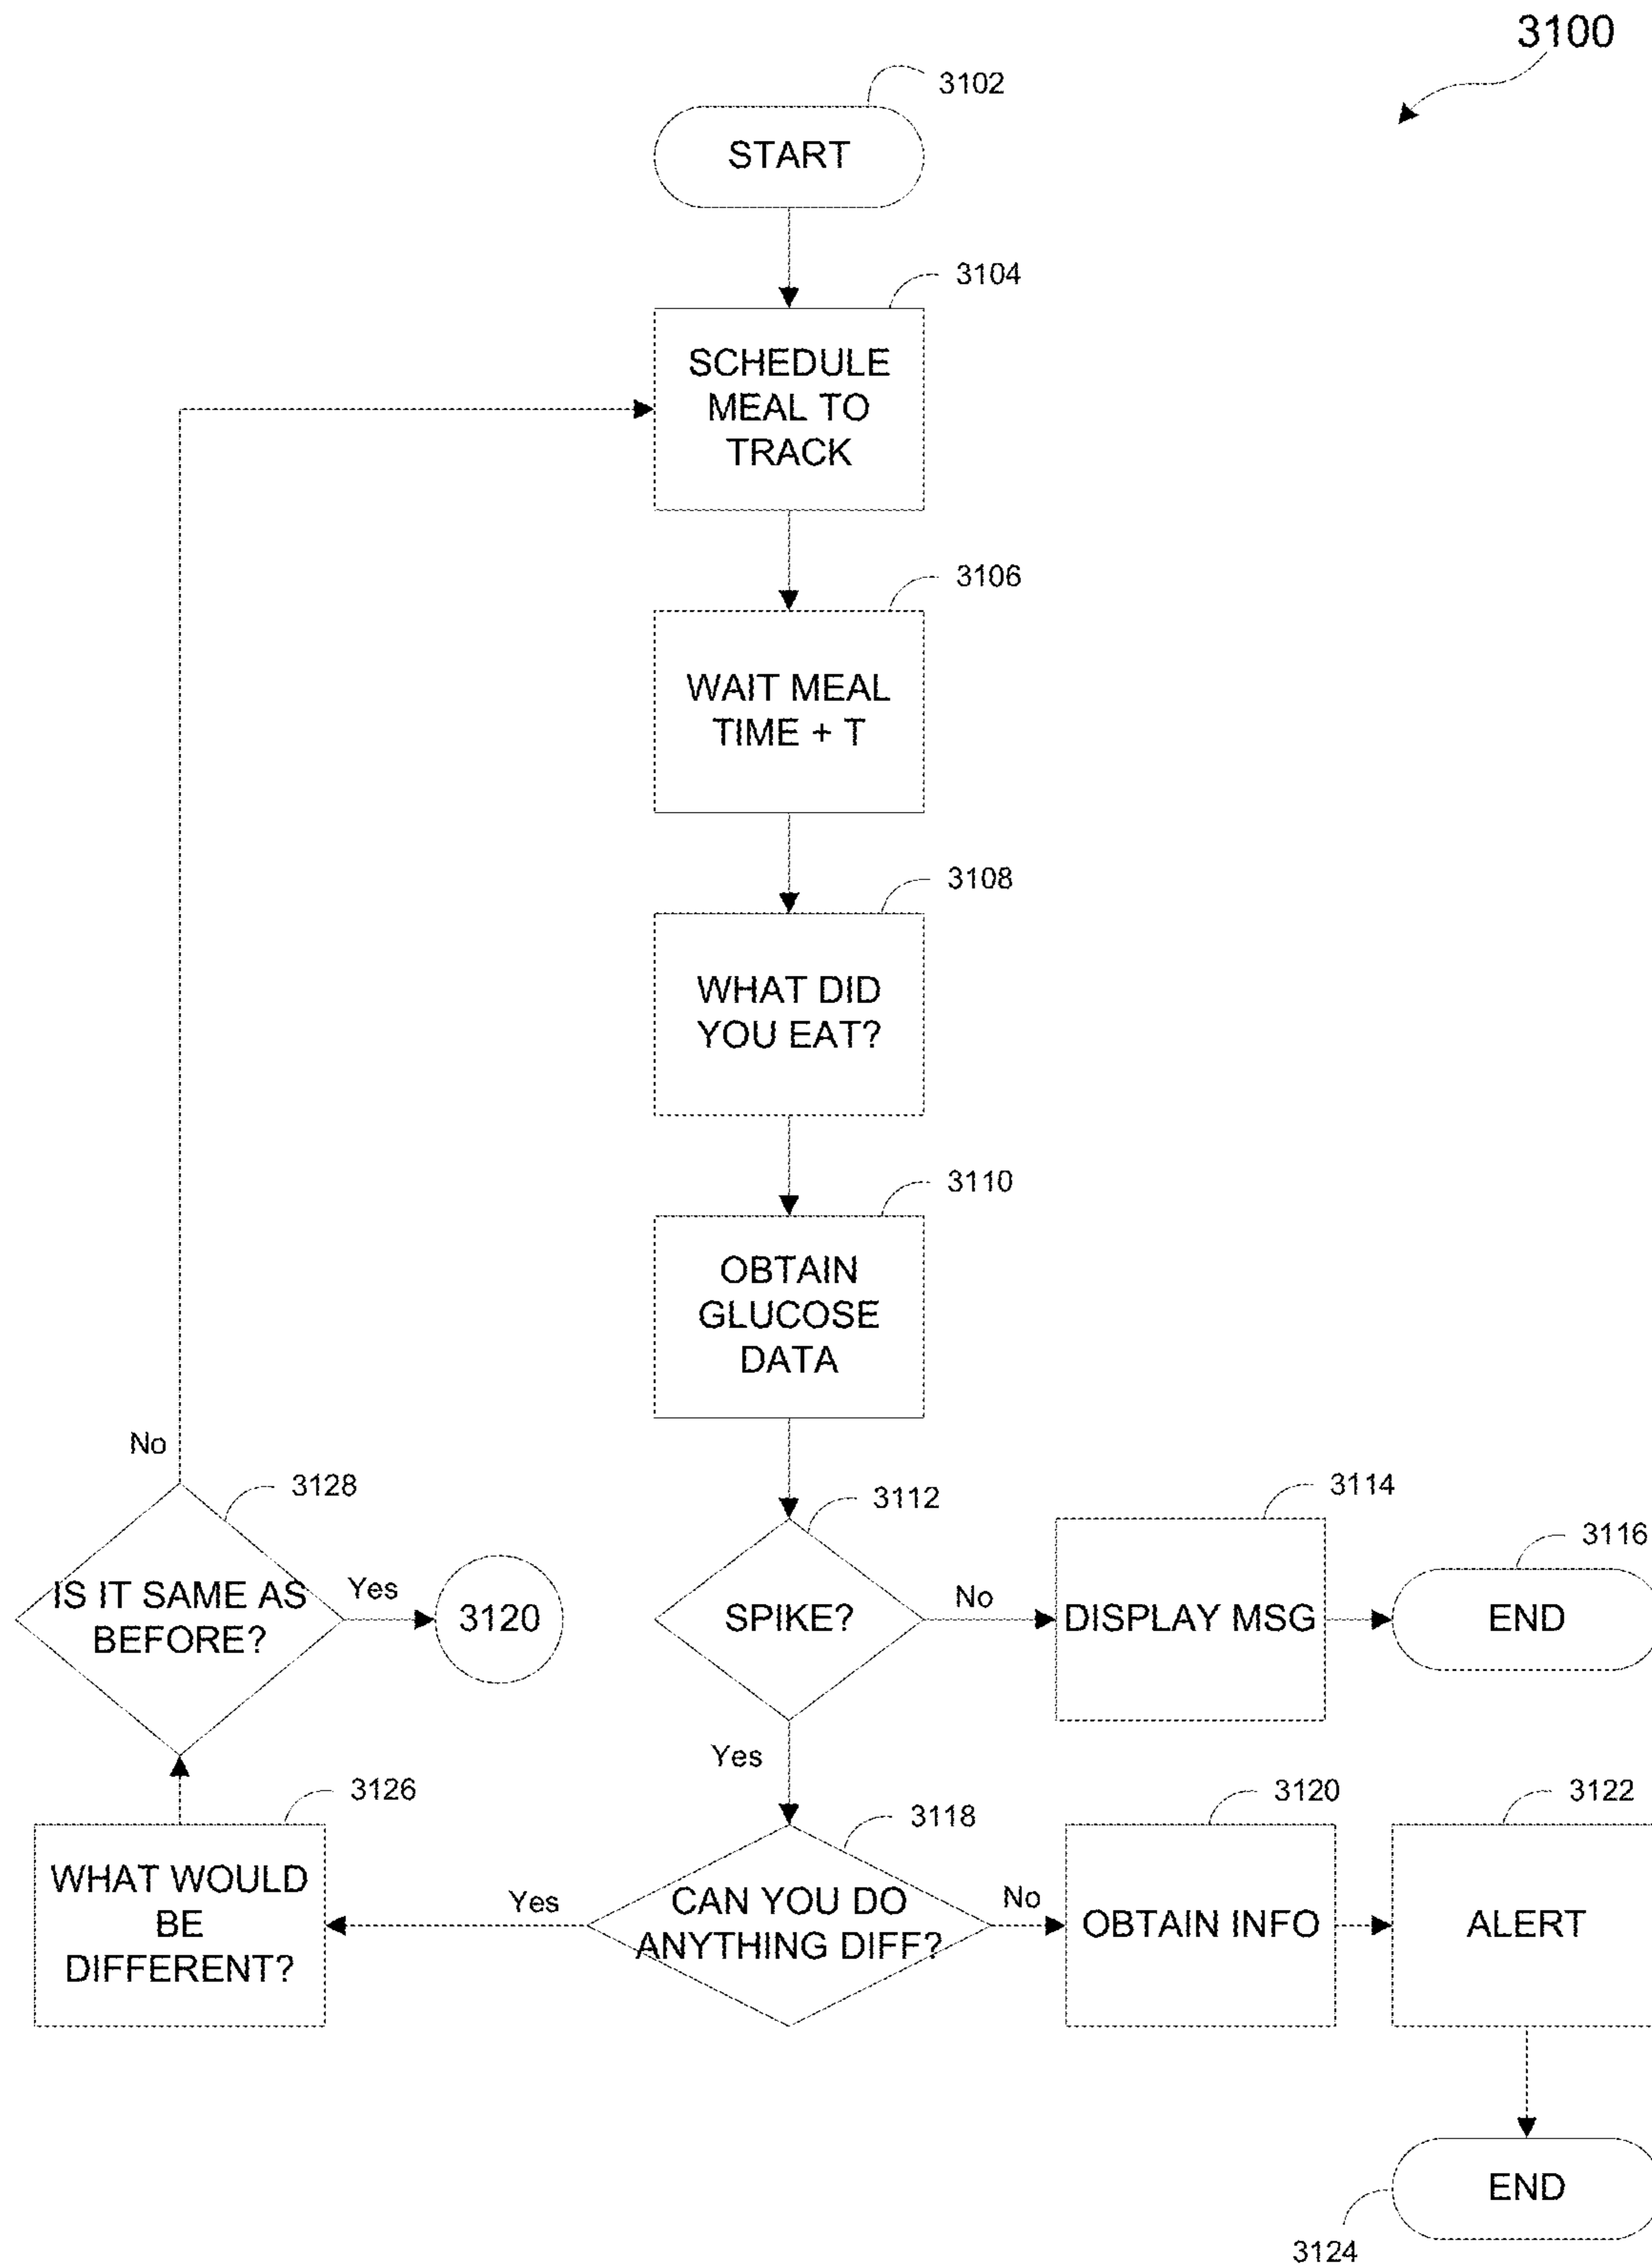 3100
3102
START
3104
SCHEDULE
MEAL TO
TRACK
3106
WAIT MEAL
TIME + T
3108
WHAT DID
YOU EAT?
3110
OBTAIN
GLUCOSE
DATA
No
3128
IS IT SAME AS
BEFORE?
Yes
3120
3112
SPIKE?
No
3114
DISPLAY MSG
3116
END
Yes
3126
WHAT WOULD
BE
DIFFERENT?
Yes
3118
CAN YOU DO
ANYTHING DIFF?
No
3120
OBTAIN INFO
3122
ALERT
END
3124